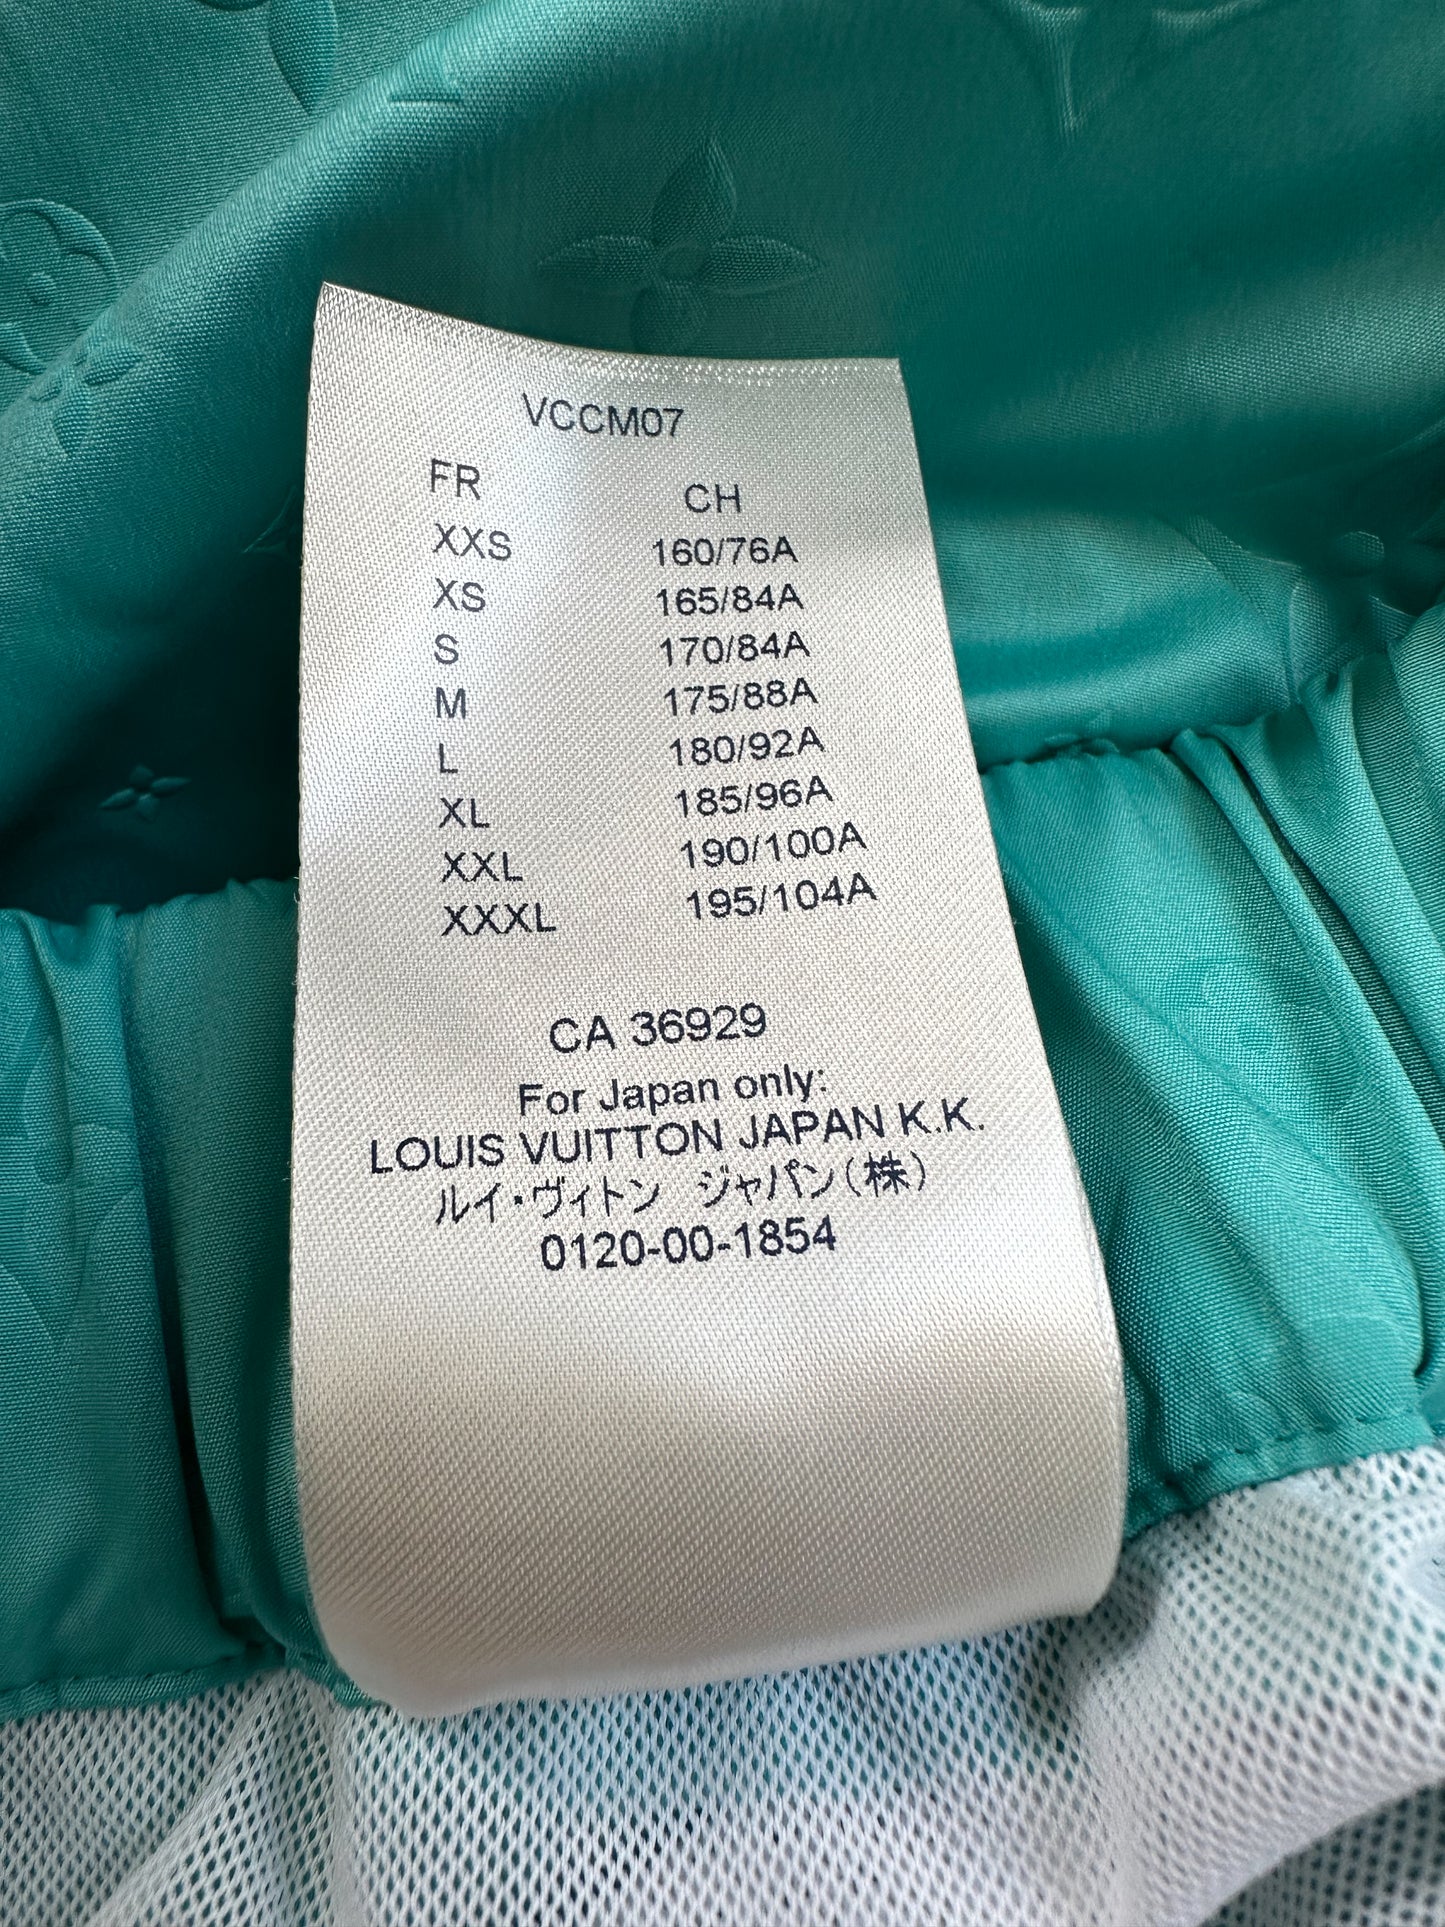 VCCM07
FR CH
XXS 160/76A
XS 165/84A
S 170/84A
M 175/88A
L 180/92A
XL 185/96A
XXL 190/100A
XXXL 195/104A
CA 36929
For Japan only:
LOUIS VUITTON JAPAN K.K.
ルイ・ヴィトン ジャパン(株)
0120-00-1854